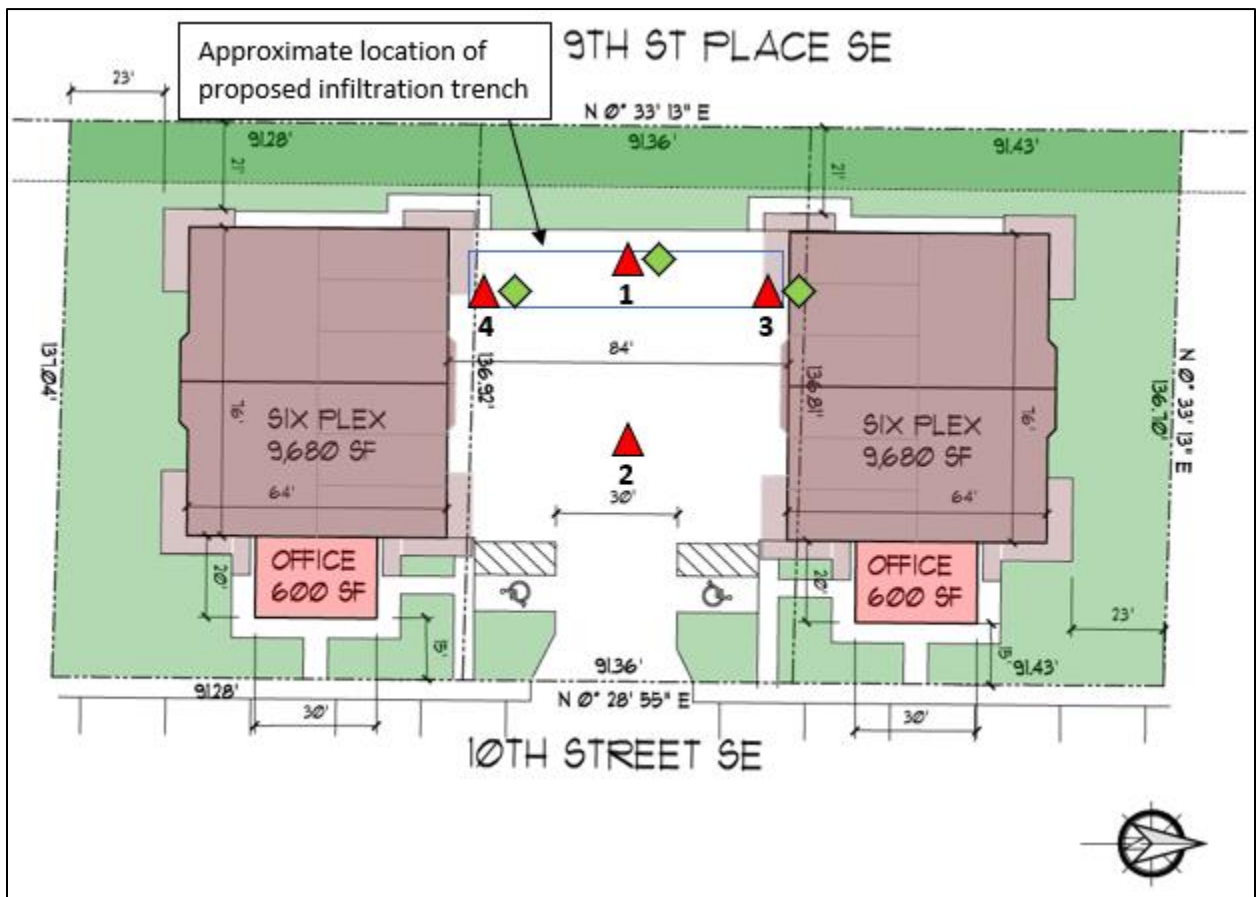 9TH ST PLACE SE
Approximate location of
proposed infiltration trench
23'
N 0° 33' 13" E
91.28'
91.36'
91.43'
21'
21'
1
4
3
84'
137.04'
136.92'
136.81'
136.70'
N 0° 33' 13" E
76'
76'
SIX PLEX
9,680 SF
SIX PLEX
9,680 SF
2
64'
30'
64'
OFFICE
600 SF
OFFICE
600 SF
20'
20'
23'
15'
15'
91.28'
91.36'
91.43'
N 0° 28' 55" E
30'
30'
10TH STREET SE